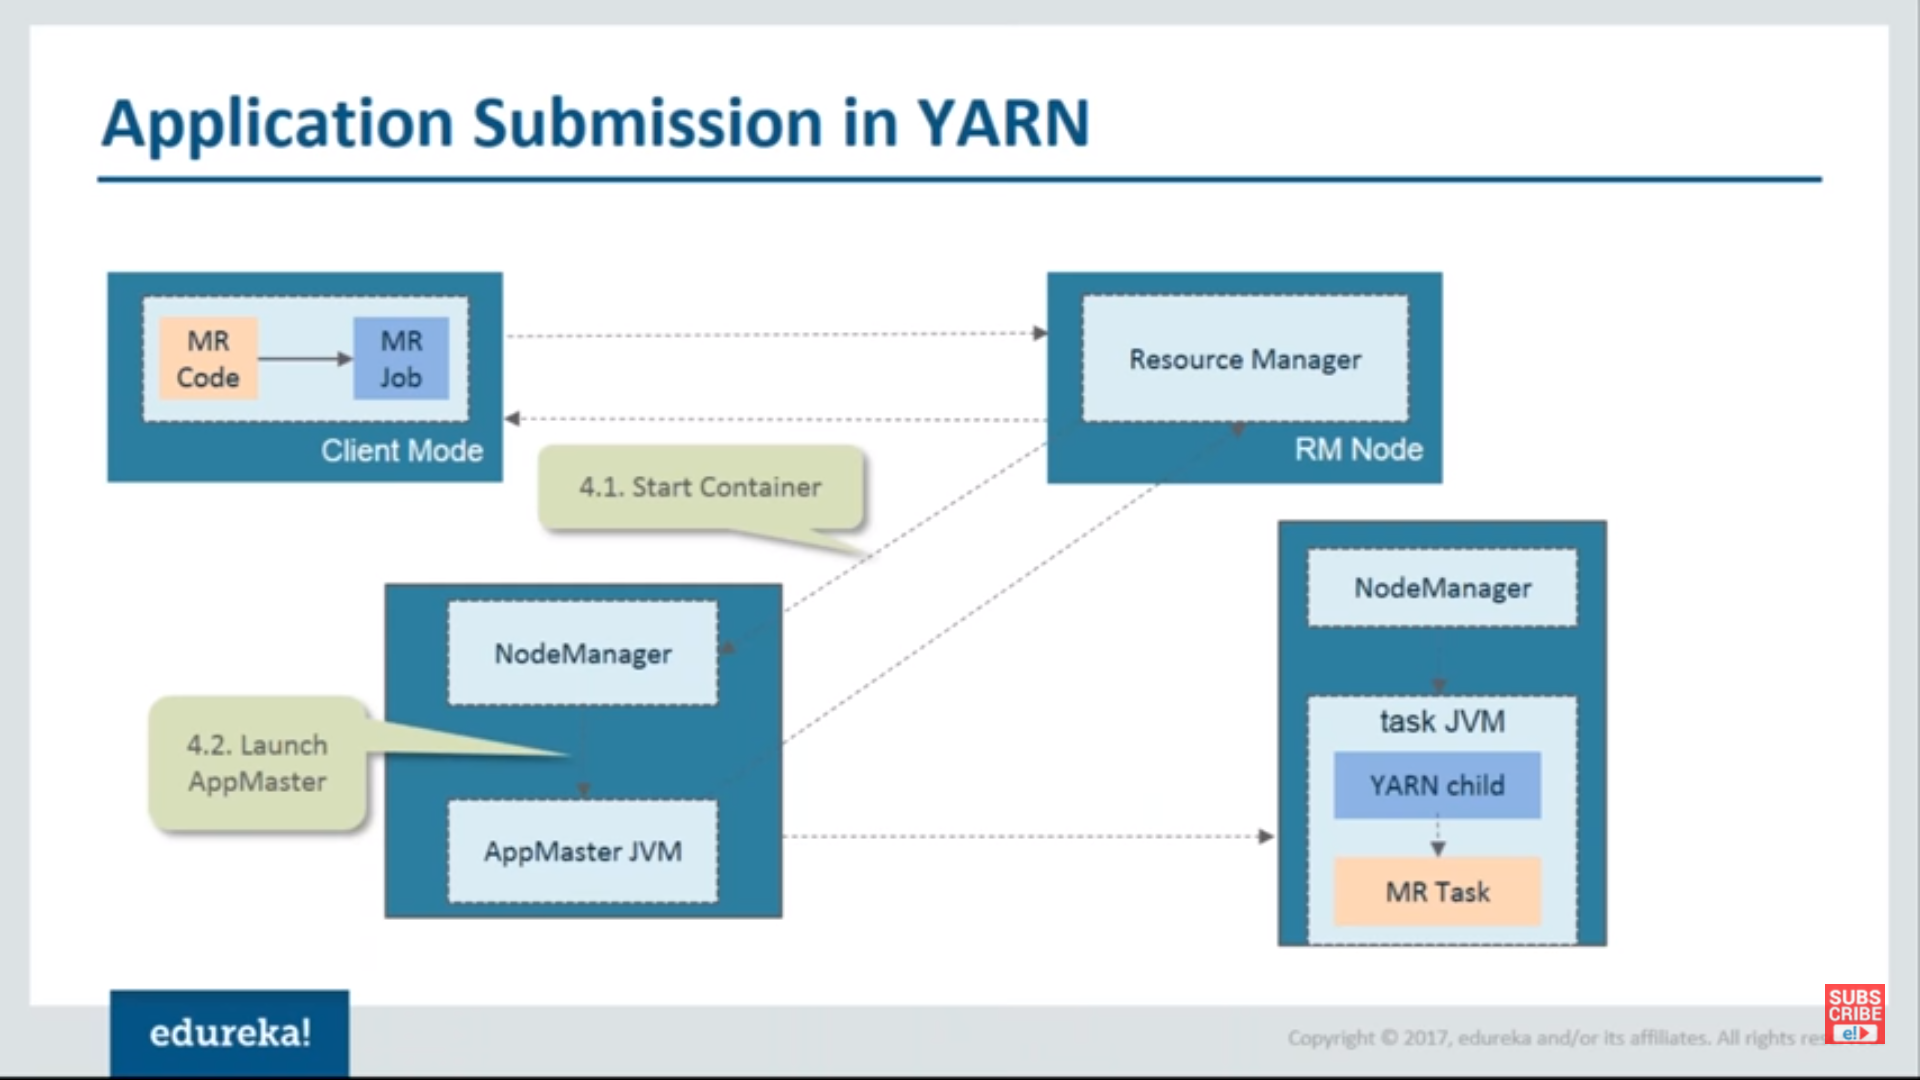 Application Submission in YARN
MR
Code
MR
Job
Client Mode
Resource Manager
RM Node
4.1. Start Container
NodeManager
4.2. Launch
AppMaster
AppMaster JVM
NodeManager
task JVM
YARN child
MR Task
edureka!
Copyright © 2017, edureka and/or its affiliates. All rights
SUBS
CRIBE
e!